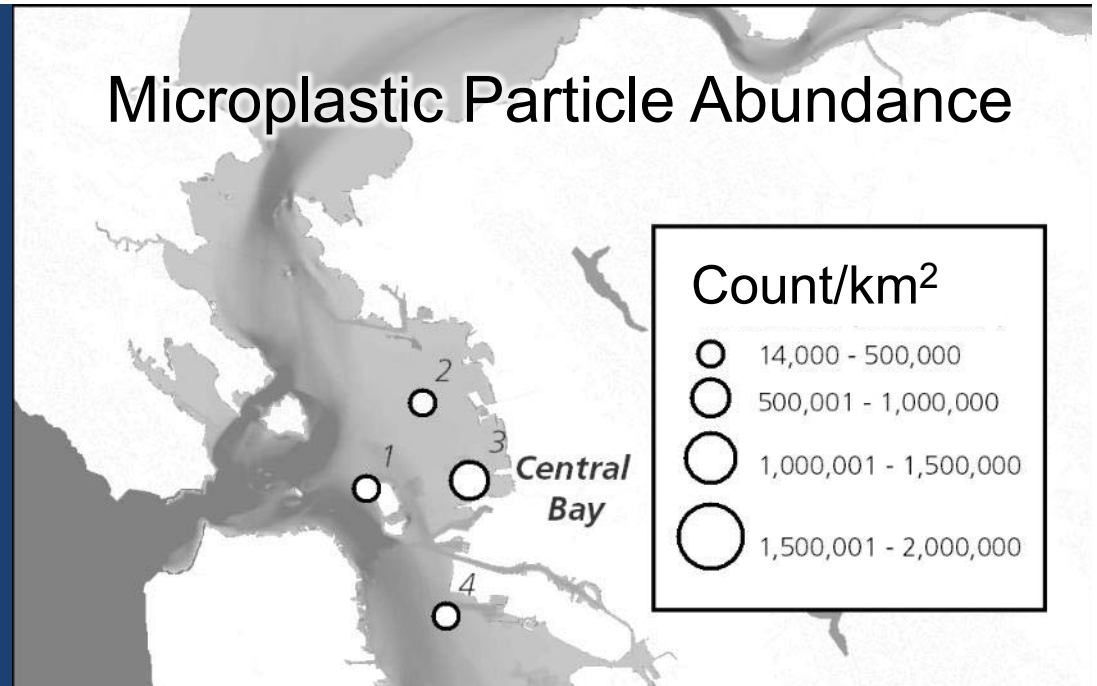 Microplastic Particle Abundance
Count/km²
14,000 - 500,000
500,001 - 1,000,000
1,000,001 - 1,500,000
1,500,001 - 2,000,000
2
1
3
Central
Bay
4